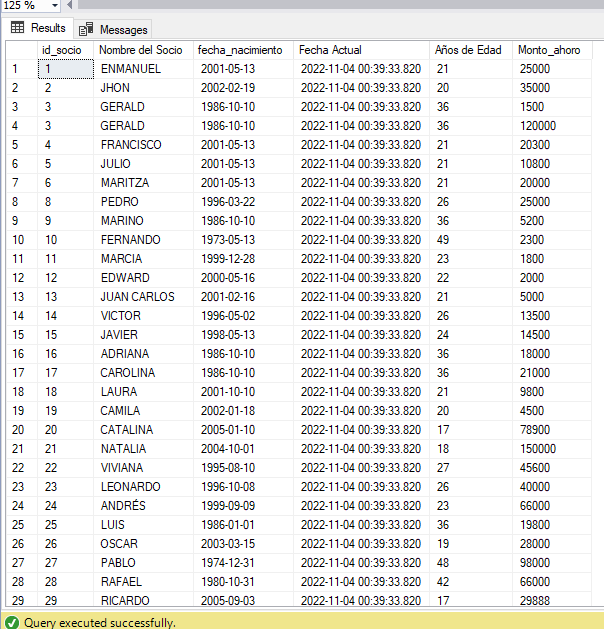 125 %
Results Messages
id_socio Nombre del Socio fecha_nacimiento Fecha Actual Años de Edad Monto_ahoro
1 1 ENMANUEL 2001-05-13 2022-11-04 00:39:33.820 21 25000
2 2 JHON 2002-02-19 2022-11-04 00:39:33.820 20 35000
3 3 GERALD 1986-10-10 2022-11-04 00:39:33.820 36 1500
4 3 GERALD 1986-10-10 2022-11-04 00:39:33.820 36 120000
5 4 FRANCISCO 2001-05-13 2022-11-04 00:39:33.820 21 20300
6 5 JULIO 2001-05-13 2022-11-04 00:39:33.820 21 10800
7 6 MARITZA 2001-05-13 2022-11-04 00:39:33.820 21 20000
8 8 PEDRO 1996-03-22 2022-11-04 00:39:33.820 26 25000
9 9 MARINO 1986-10-10 2022-11-04 00:39:33.820 36 5200
10 10 FERNANDO 1973-05-13 2022-11-04 00:39:33.820 49 2300
11 11 MARCIA 1999-12-28 2022-11-04 00:39:33.820 23 1800
12 12 EDWARD 2000-05-16 2022-11-04 00:39:33.820 22 2000
13 13 JUAN CARLOS 2001-02-16 2022-11-04 00:39:33.820 21 5000
14 14 VICTOR 1996-05-02 2022-11-04 00:39:33.820 26 13500
15 15 JAVIER 1998-05-13 2022-11-04 00:39:33.820 24 14500
16 16 ADRIANA 1986-10-10 2022-11-04 00:39:33.820 36 18000
17 17 CAROLINA 1986-10-10 2022-11-04 00:39:33.820 36 21000
18 18 LAURA 2001-10-10 2022-11-04 00:39:33.820 21 9800
19 19 CAMILA 2002-01-18 2022-11-04 00:39:33.820 20 4500
20 20 CATALINA 2005-01-10 2022-11-04 00:39:33.820 17 78900
21 21 NATALIA 2004-10-01 2022-11-04 00:39:33.820 18 150000
22 22 VIVIANA 1995-08-10 2022-11-04 00:39:33.820 27 45600
23 23 LEONARDO 1996-10-08 2022-11-04 00:39:33.820 26 40000
24 24 ANDRÉS 1999-09-09 2022-11-04 00:39:33.820 23 66000
25 25 LUIS 1986-01-01 2022-11-04 00:39:33.820 36 19800
26 26 OSCAR 2003-03-15 2022-11-04 00:39:33.820 19 28000
27 27 PABLO 1974-12-31 2022-11-04 00:39:33.820 48 98000
28 28 RAFAEL 1980-10-31 2022-11-04 00:39:33.820 42 66000
29 29 RICARDO 2005-09-03 2022-11-04 00:39:33.820 17 29888
Query executed successfully.